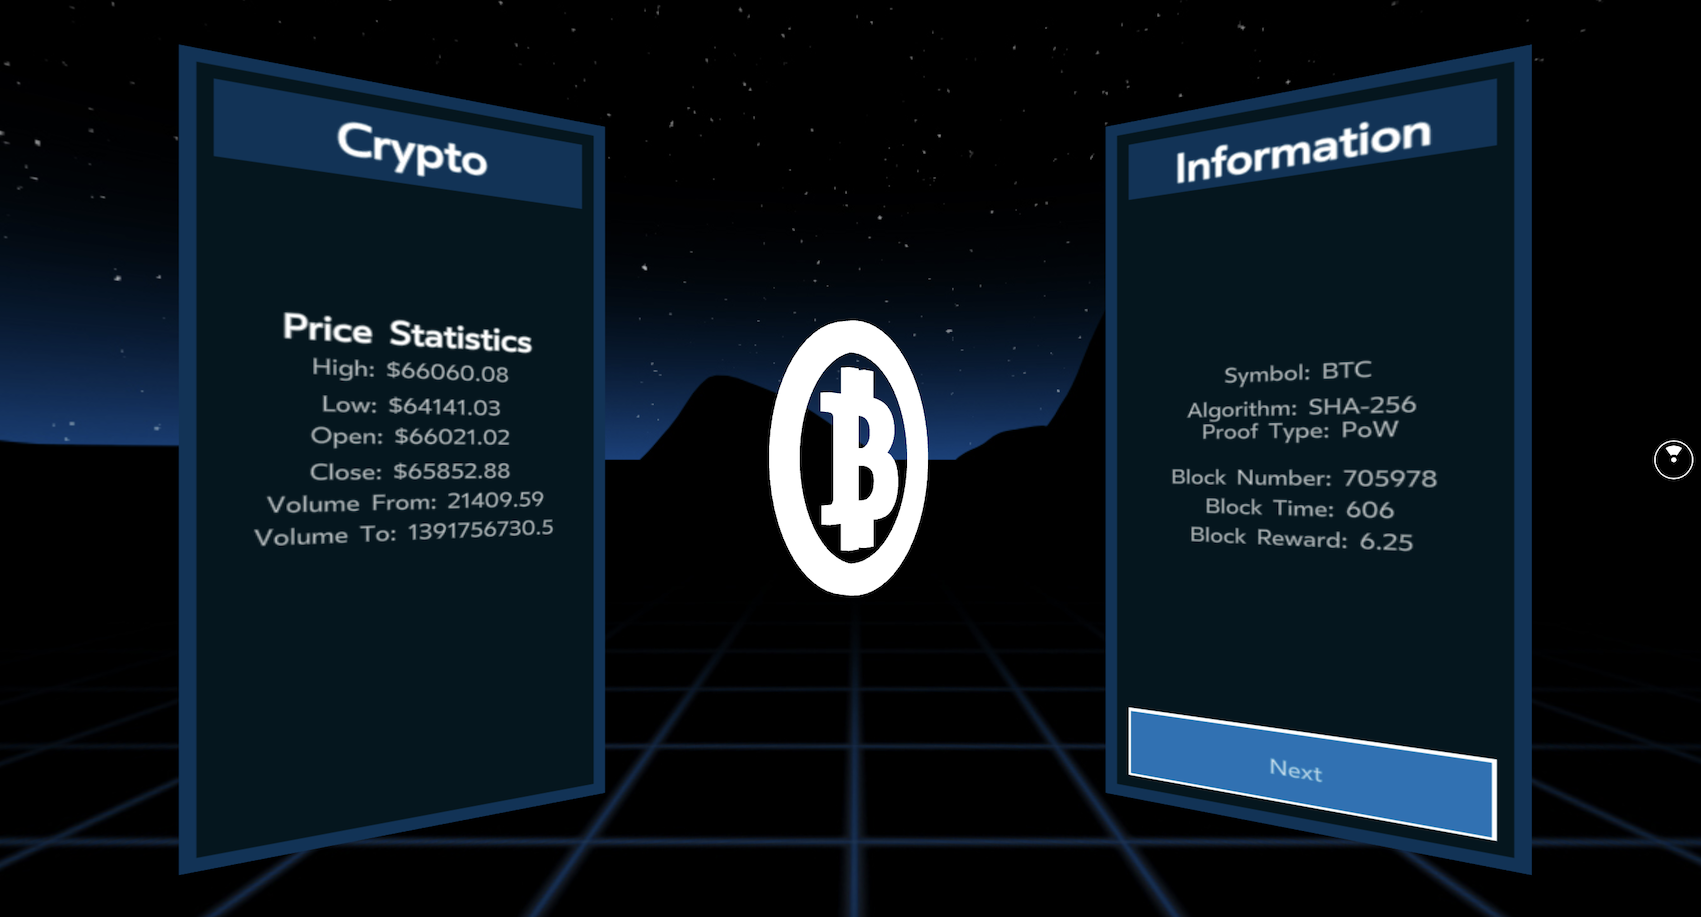 Crypto
Price Statistics
High: $66060.08
Low: $64141.03
Open: $66021.02
Close: $65852.88
Volume From: 21409.59
Volume To: 1391756730.5
Information
Symbol: BTC
Algorithm: SHA-256
Proof Type: PoW
Block Number: 705978
Block Time: 606
Block Reward: 6.25
Next